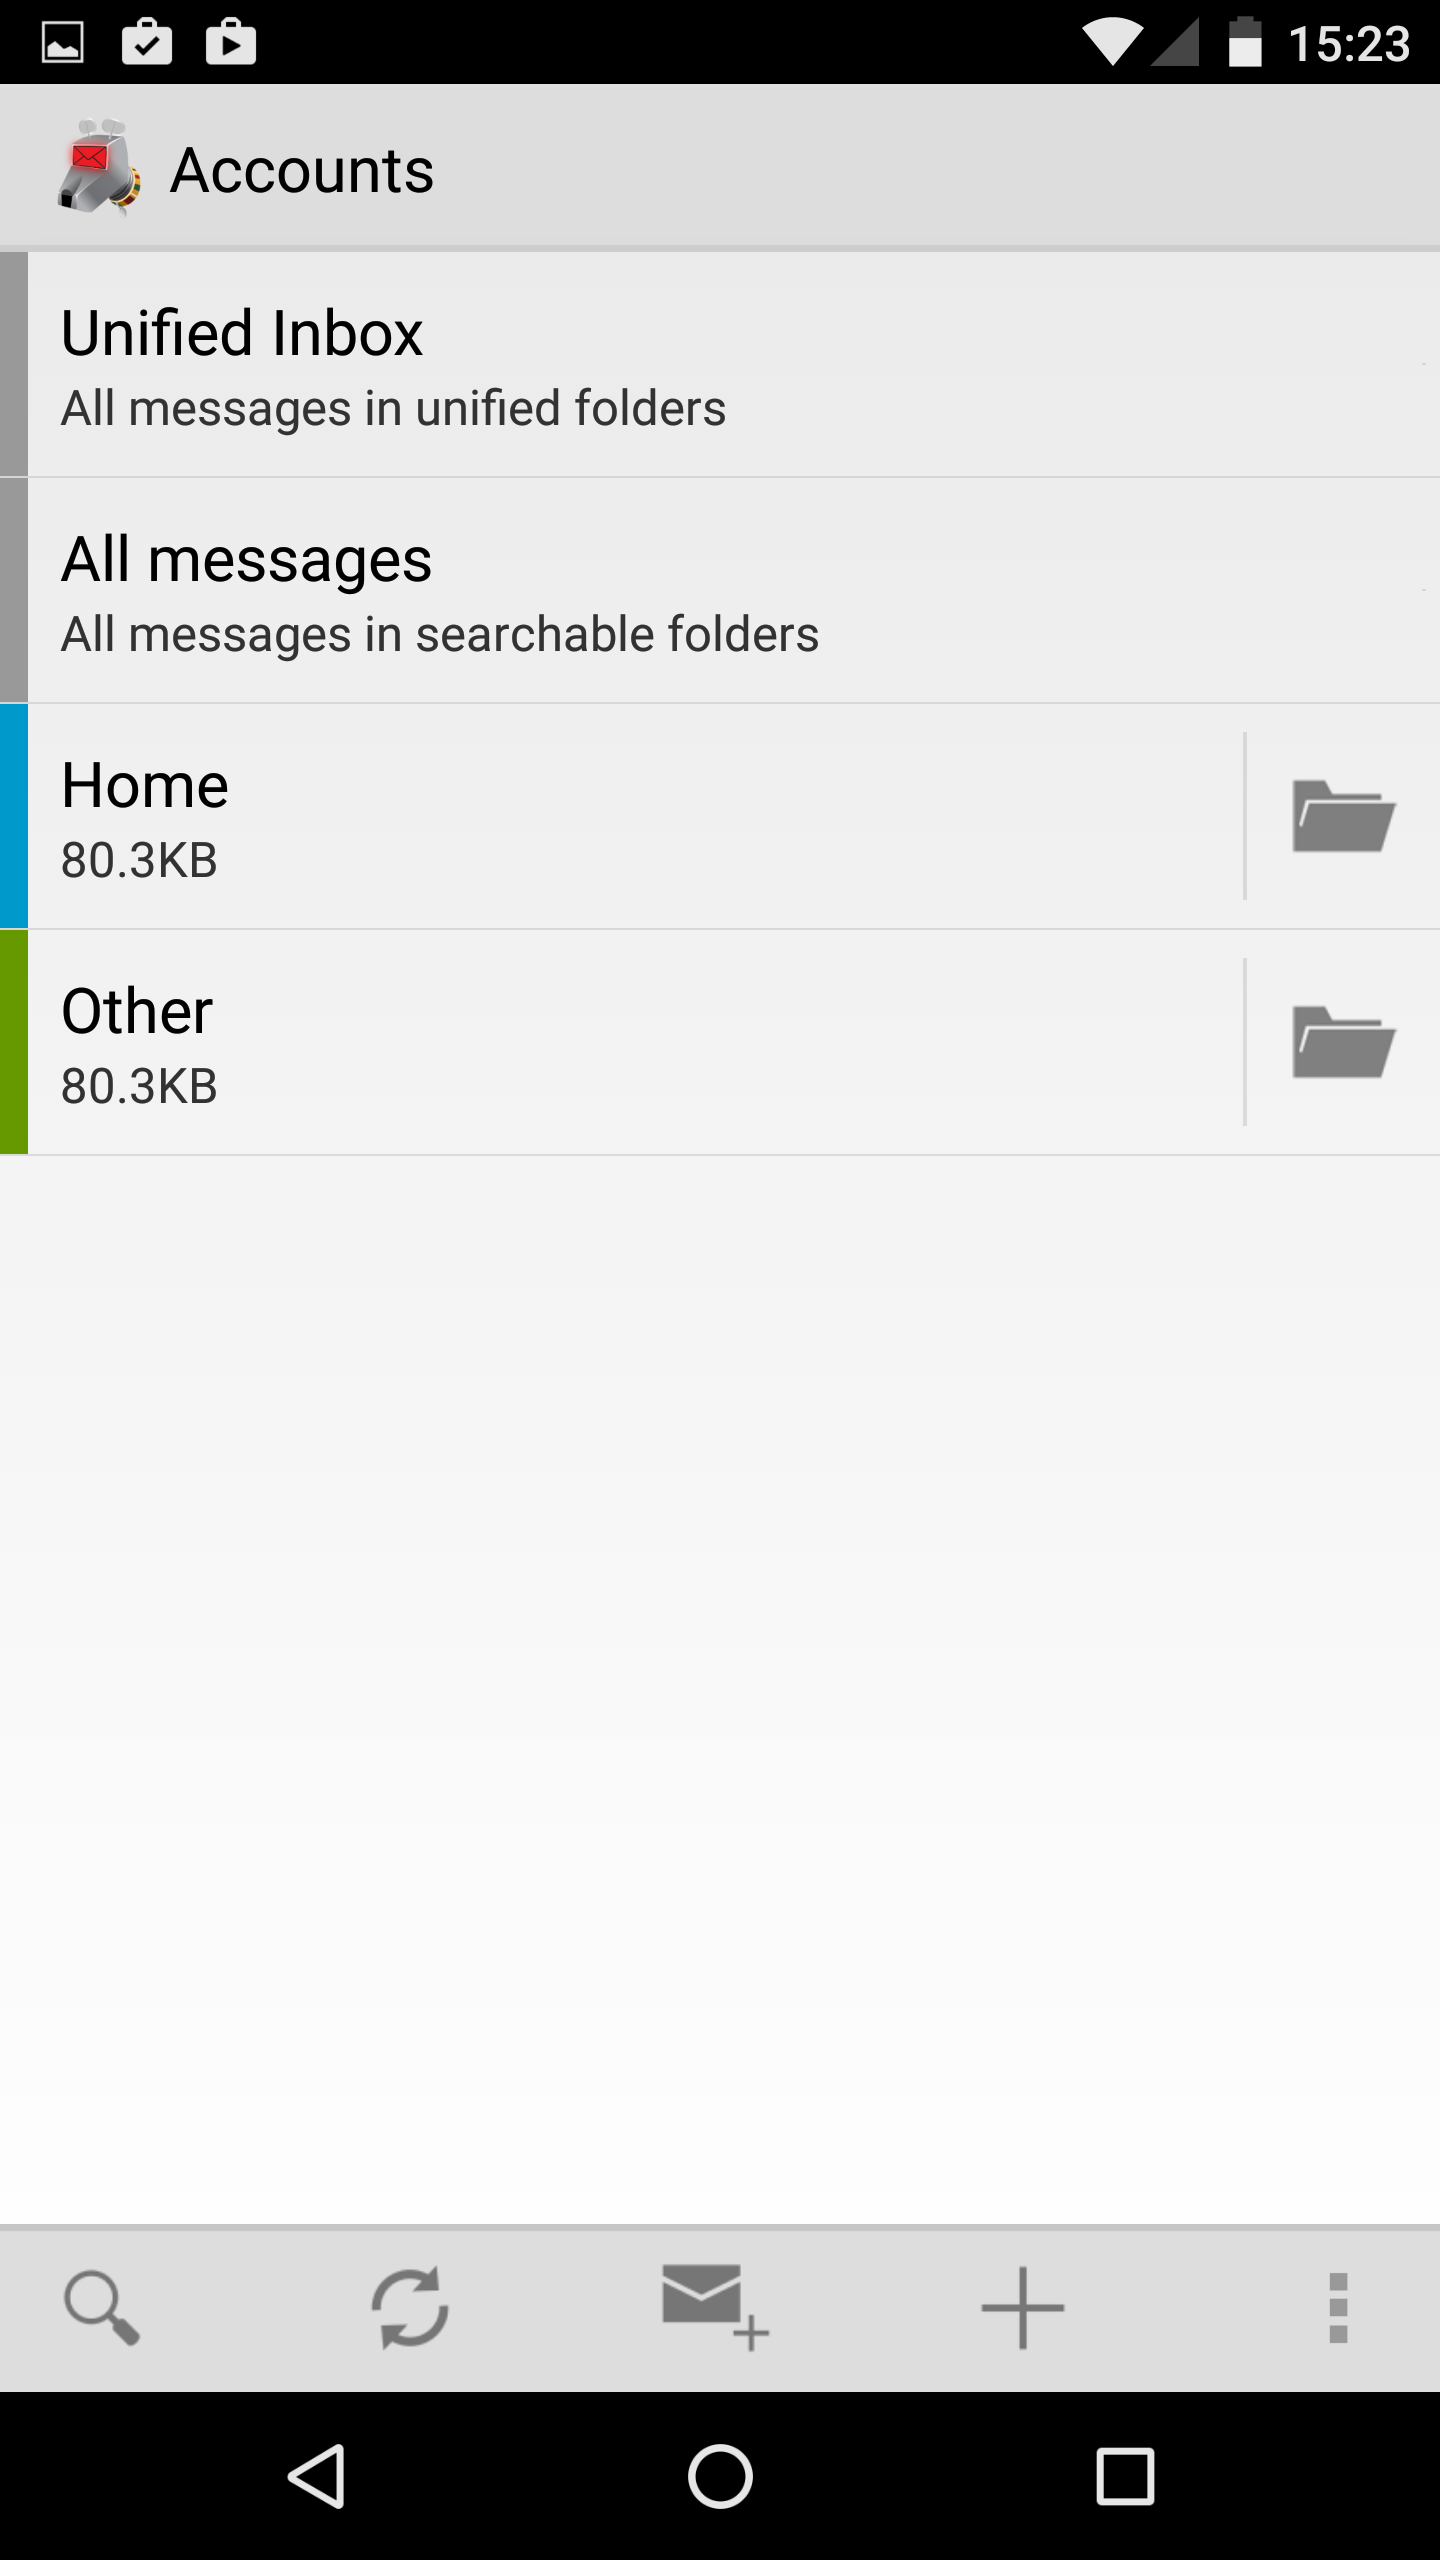 15:23
Accounts
Unified Inbox
All messages in unified folders
All messages
All messages in searchable folders
Home
80.3KB
Other
80.3KB